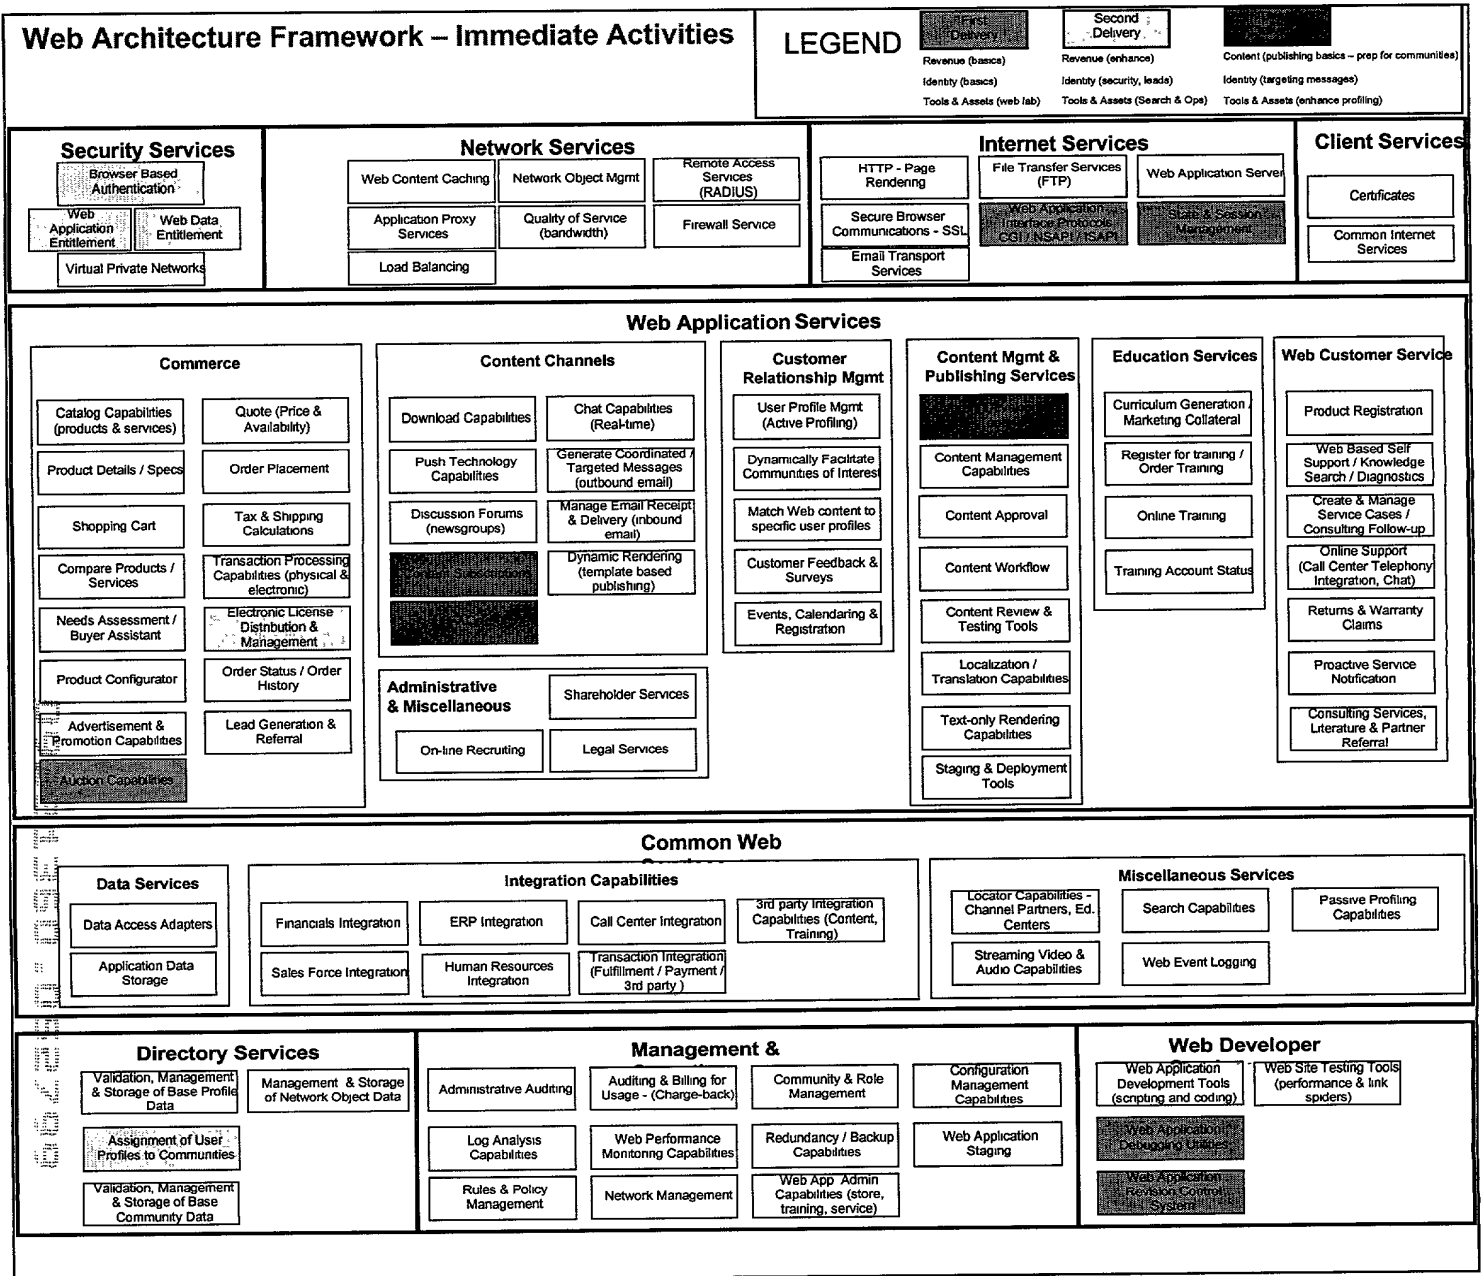 Web Architecture Framework – Immediate Activities
LEGEND
First
Delivery
Second
Delivery
Revenue (basics)
Identity (basics)
Tools & Assets (web lab)
Revenue (enhance)
Identity (security, leads)
Tools & Assets (Search & Ops)
Content (publishing basics – prep for communities)
Identity (targeting messages)
Tools & Assets (enhance profiling)
Security Services
Browser Based
Authentication
Web
Application
Entitlement
Web Data
Entitlement
Virtual Private Networks
Network Services
Web Content Caching
Network Object Mgmt
Remote Access
Services
(RADIUS)
Application Proxy
Services
Quality of Service
(bandwidth)
Firewall Service
Load Balancing
Internet Services
HTTP - Page
Rendering
File Transfer Services
(FTP)
Web Application Server
Secure Browser
Communications - SSL
Web Application
Interface Protocols
CGI / NSAPI / ISAPI
State & Session
Management
Email Transport
Services
Client Services
Certificates
Common Internet
Services
Web Application Services
Commerce
Catalog Capabilities
(products & services)
Quote (Price &
Availability)
Product Details / Specs
Order Placement
Shopping Cart
Tax & Shipping
Calculations
Compare Products /
Services
Transaction Processing
Capabilities (physical &
electronic)
Needs Assessment /
Buyer Assistant
Electronic License
Distribution &
Management
Product Configurator
Order Status / Order
History
Advertisement &
Promotion Capabilities
Lead Generation &
Referral
Auction Capabilities
Content Channels
Download Capabilities
Chat Capabilities
(Real-time)
Push Technology
Capabilities
Generate Coordinated /
Targeted Messages
(outbound email)
Discussion Forums
(newsgroups)
Manage Email Receipt
& Delivery (inbound
email)
Content Subscriptions
Dynamic Rendering
(template based
publishing)
Administrative
& Miscellaneous
Shareholder Services
On-line Recruiting
Legal Services
Customer
Relationship Mgmt
User Profile Mgmt
(Active Profiling)
Dynamically Facilitate
Communities of Interest
Match Web content to
specific user profiles
Customer Feedback &
Surveys
Events, Calendaring &
Registration
Content Mgmt &
Publishing Services
Content Management
Capabilities
Content Approval
Content Workflow
Content Review &
Testing Tools
Localization /
Translation Capabilities
Text-only Rendering
Capabilities
Staging & Deployment
Tools
Education Services
Curriculum Generation /
Marketing Collateral
Register for training /
Order Training
Online Training
Training Account Status
Web Customer Service
Product Registration
Web Based Self
Support / Knowledge
Search / Diagnostics
Create & Manage
Service Cases /
Consulting Follow-up
Online Support
(Call Center Telephony
Integration, Chat)
Returns & Warranty
Claims
Proactive Service
Notification
Consulting Services,
Literature & Partner
Referral
Common Web
Data Services
Data Access Adapters
Application Data
Storage
Integration Capabilities
Financials Integration
ERP Integration
Call Center Integration
3rd party Integration
Capabilities (Content,
Training)
Sales Force Integration
Human Resources
Integration
Transaction Integration
(Fulfillment / Payment /
3rd party )
Miscellaneous Services
Locator Capabilities -
Channel Partners, Ed.
Centers
Search Capabilities
Passive Profiling
Capabilities
Streaming Video &
Audio Capabilities
Web Event Logging
Directory Services
Validation, Management
& Storage of Base Profile
Data
Management & Storage
of Network Object Data
Assignment of User
Profiles to Communities
Validation, Management
& Storage of Base
Community Data
Management &
Administrative Auditing
Auditing & Billing for
Usage - (Charge-back)
Community & Role
Management
Configuration
Management
Capabilities
Log Analysis
Capabilities
Web Performance
Monitoring Capabilities
Redundancy / Backup
Capabilities
Web Application
Staging
Rules & Policy
Management
Network Management
Web App Admin
Capabilities (store,
training, service)
Web Developer
Web Application
Development Tools
(scripting and coding)
Web Site Testing Tools
(performance & link
spiders)
Web Application
Debugging Utilities
Web Application
Revision Control
System